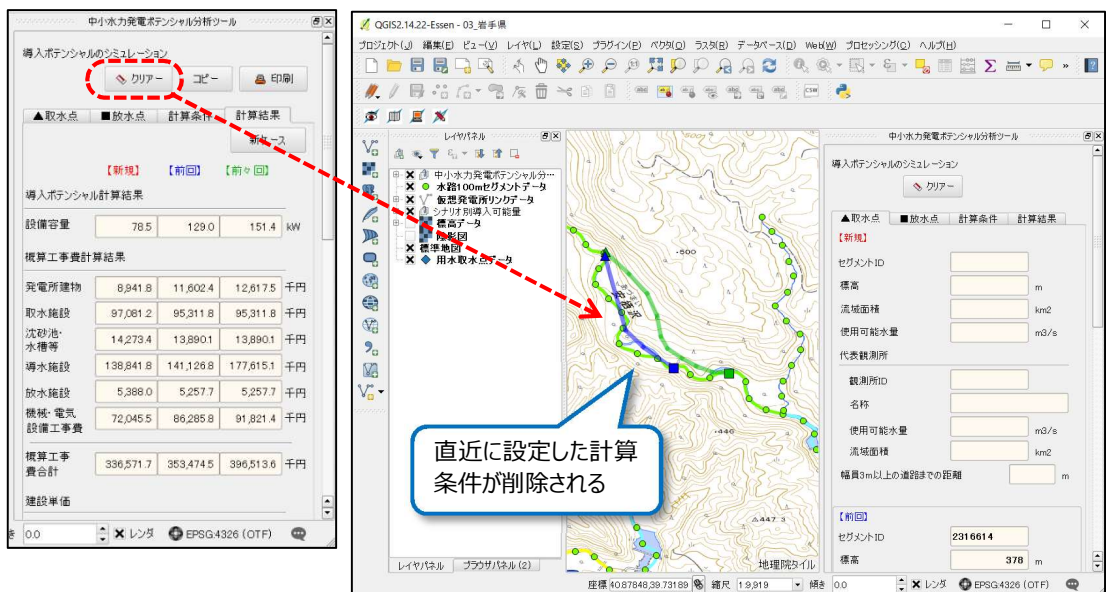 中小水力発電ポテンシャル分析ツール
導入ポテンシャルのシミュレーション
クリアー コピー 印刷
▲取水点 ■放水点 計算条件 計算結果
新ケース
【新規】 【前回】 【前々回】
導入ポテンシャル計算結果
設備容量 78.5 129.0 151.4 kW
概算工事費計算結果
発電所建物 8,941.8 11,602.4 12,617.5 千円
取水施設 97,081.2 95,311.8 95,311.8 千円
沈砂池・
水槽等 14,273.4 13,890.1 13,890.1 千円
導水施設 138,841.8 141,126.8 177,615.1 千円
放水施設 5,388.0 5,257.7 5,257.7 千円
機械・電気
設備工事費 72,045.5 86,285.8 91,821.4 千円
概算工事
費合計 336,571.7 353,474.5 396,513.6 千円
建設単価
き 0.0 レンダ EPSG:4326 (OTF)
QGIS2.14.22-Essen - 03_岩手県
プロジェクト(J) 編集(E) ビュー(V) レイヤ(L) 設定(S) プラグイン(P) ベクタ(O) ラスタ(R) データベース(D) Web(W) プロセッシング(C) ヘルプ(H)
レイヤパネル
中小水力発電ポテンシャル分…
水路100mセグメントデータ
仮想発電所リンクデータ
シナリオ別導入可能量
標高データ
陰影図
標準地図
用水取水点データ
レイヤパネル ブラウザパネル(2)
-500
-446
447.3
地理院タイル
直近に設定した計算
条件が削除される
中小水力発電ポテンシャル分析ツール
導入ポテンシャルのシミュレーション
クリアー
▲取水点 ■放水点 計算条件 計算結果
【新規】
セグメントID
標高 m
流域面積 km2
使用可能水量 m3/s
代表観測所
観測所ID
名称
使用可能水量 m3/s
流域面積 km2
幅員3m以上の道路までの距離 m
【前回】
セグメントID 2316614
標高 378 m
座標 40.87848,39.73189 縮尺 1:9,919 傾き 0.0 レンダ EPSG:4326 (OTF)